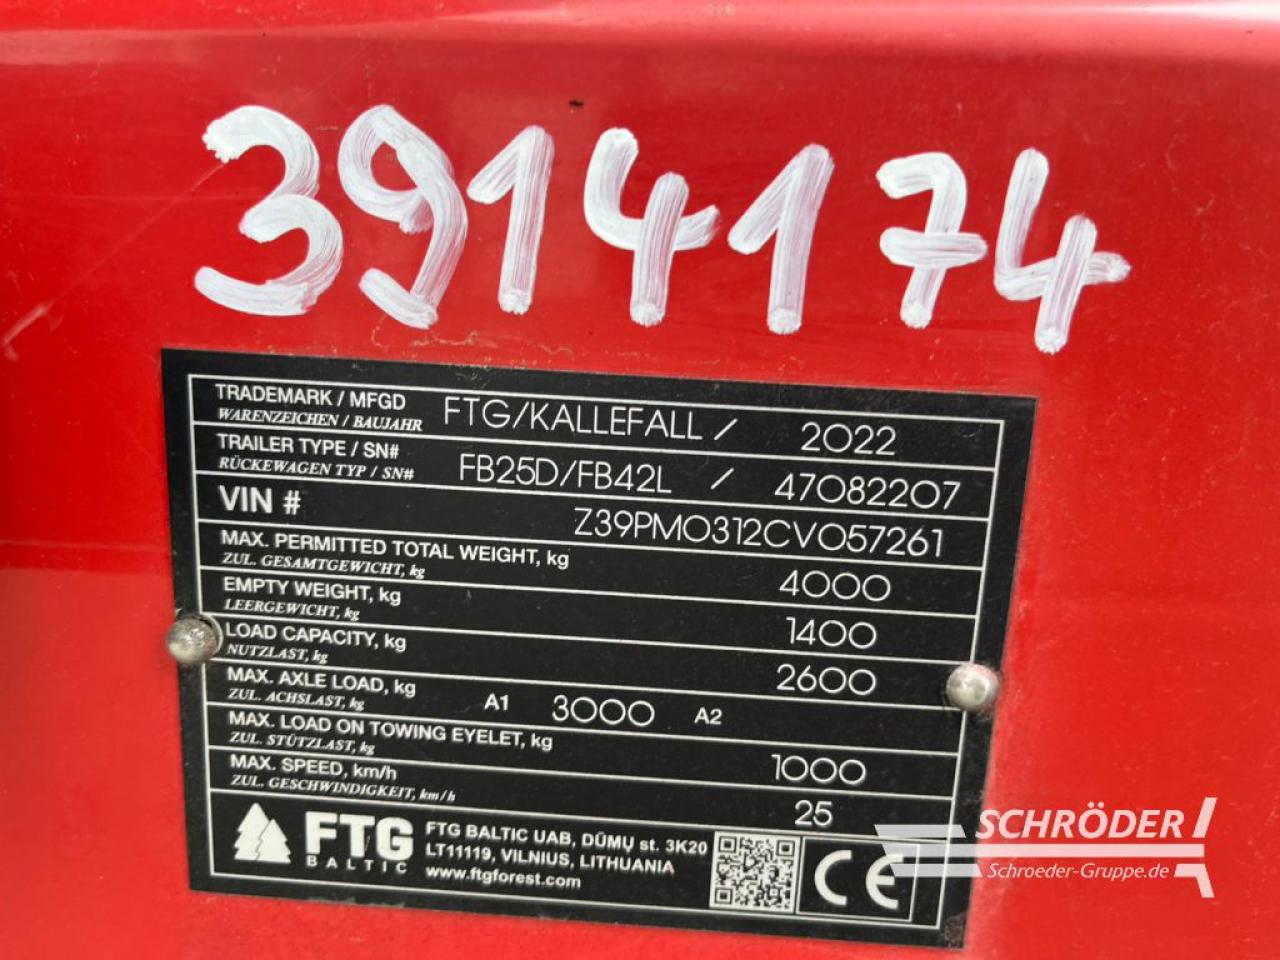 3914174
TRADEMARK / MFGD FTG/KALLEFALL / 2022
WARENZEICHEN / BAUJAHR
TRAILER TYPE / SN# FB25D/FB42L / 47082207
RÜCKEWAGEN TYP / SN#
VIN # Z39PM0312CV057261
MAX. PERMITTED TOTAL WEIGHT, kg 4000
ZUL. GESAMTGEWICHT, kg
EMPTY WEIGHT, kg 1400
LEERGEWICHT, kg
LOAD CAPACITY, kg 2600
NUTZLAST, kg
MAX. AXLE LOAD, kg A1 3000 A2
ZUL. ACHSLAST, kg
MAX. LOAD ON TOWING EYELET, kg 1000
ZUL. STÜTZLAST, kg
MAX. SPEED, km/h 25
ZUL. GESCHWINDIGKEIT, km/h
FTG BALTIC
FTG BALTIC UAB, DŪMŲ st. 3K20
LT11119, VILNIUS, LITHUANIA
www.ftgforest.com
CE
SCHRÖDER
Schroeder-Gruppe.de